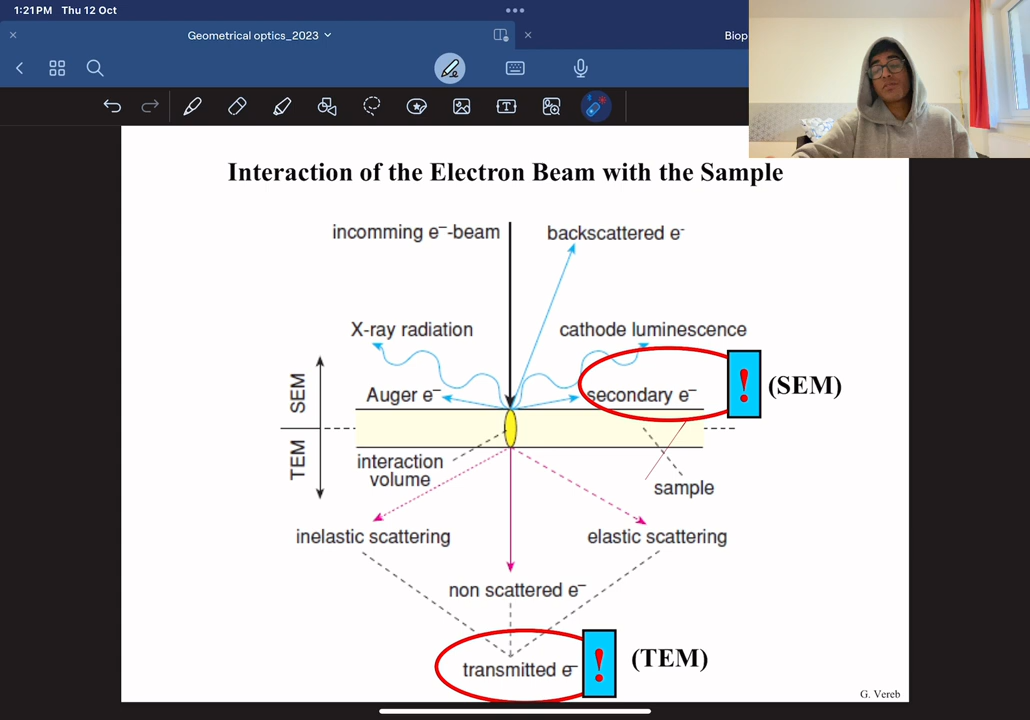 1:21 PM Thu 12 Oct
Geometrical optics_2023
Biop
Interaction of the Electron Beam with the Sample
incomming e⁻-beam
backscattered e⁻
X-ray radiation
cathode luminescence
SEM
Auger e⁻
secondary e⁻
!
(SEM)
TEM
interaction
volume
sample
inelastic scattering
elastic scattering
non scattered e⁻
transmitted e⁻
!
(TEM)
G. Vereb